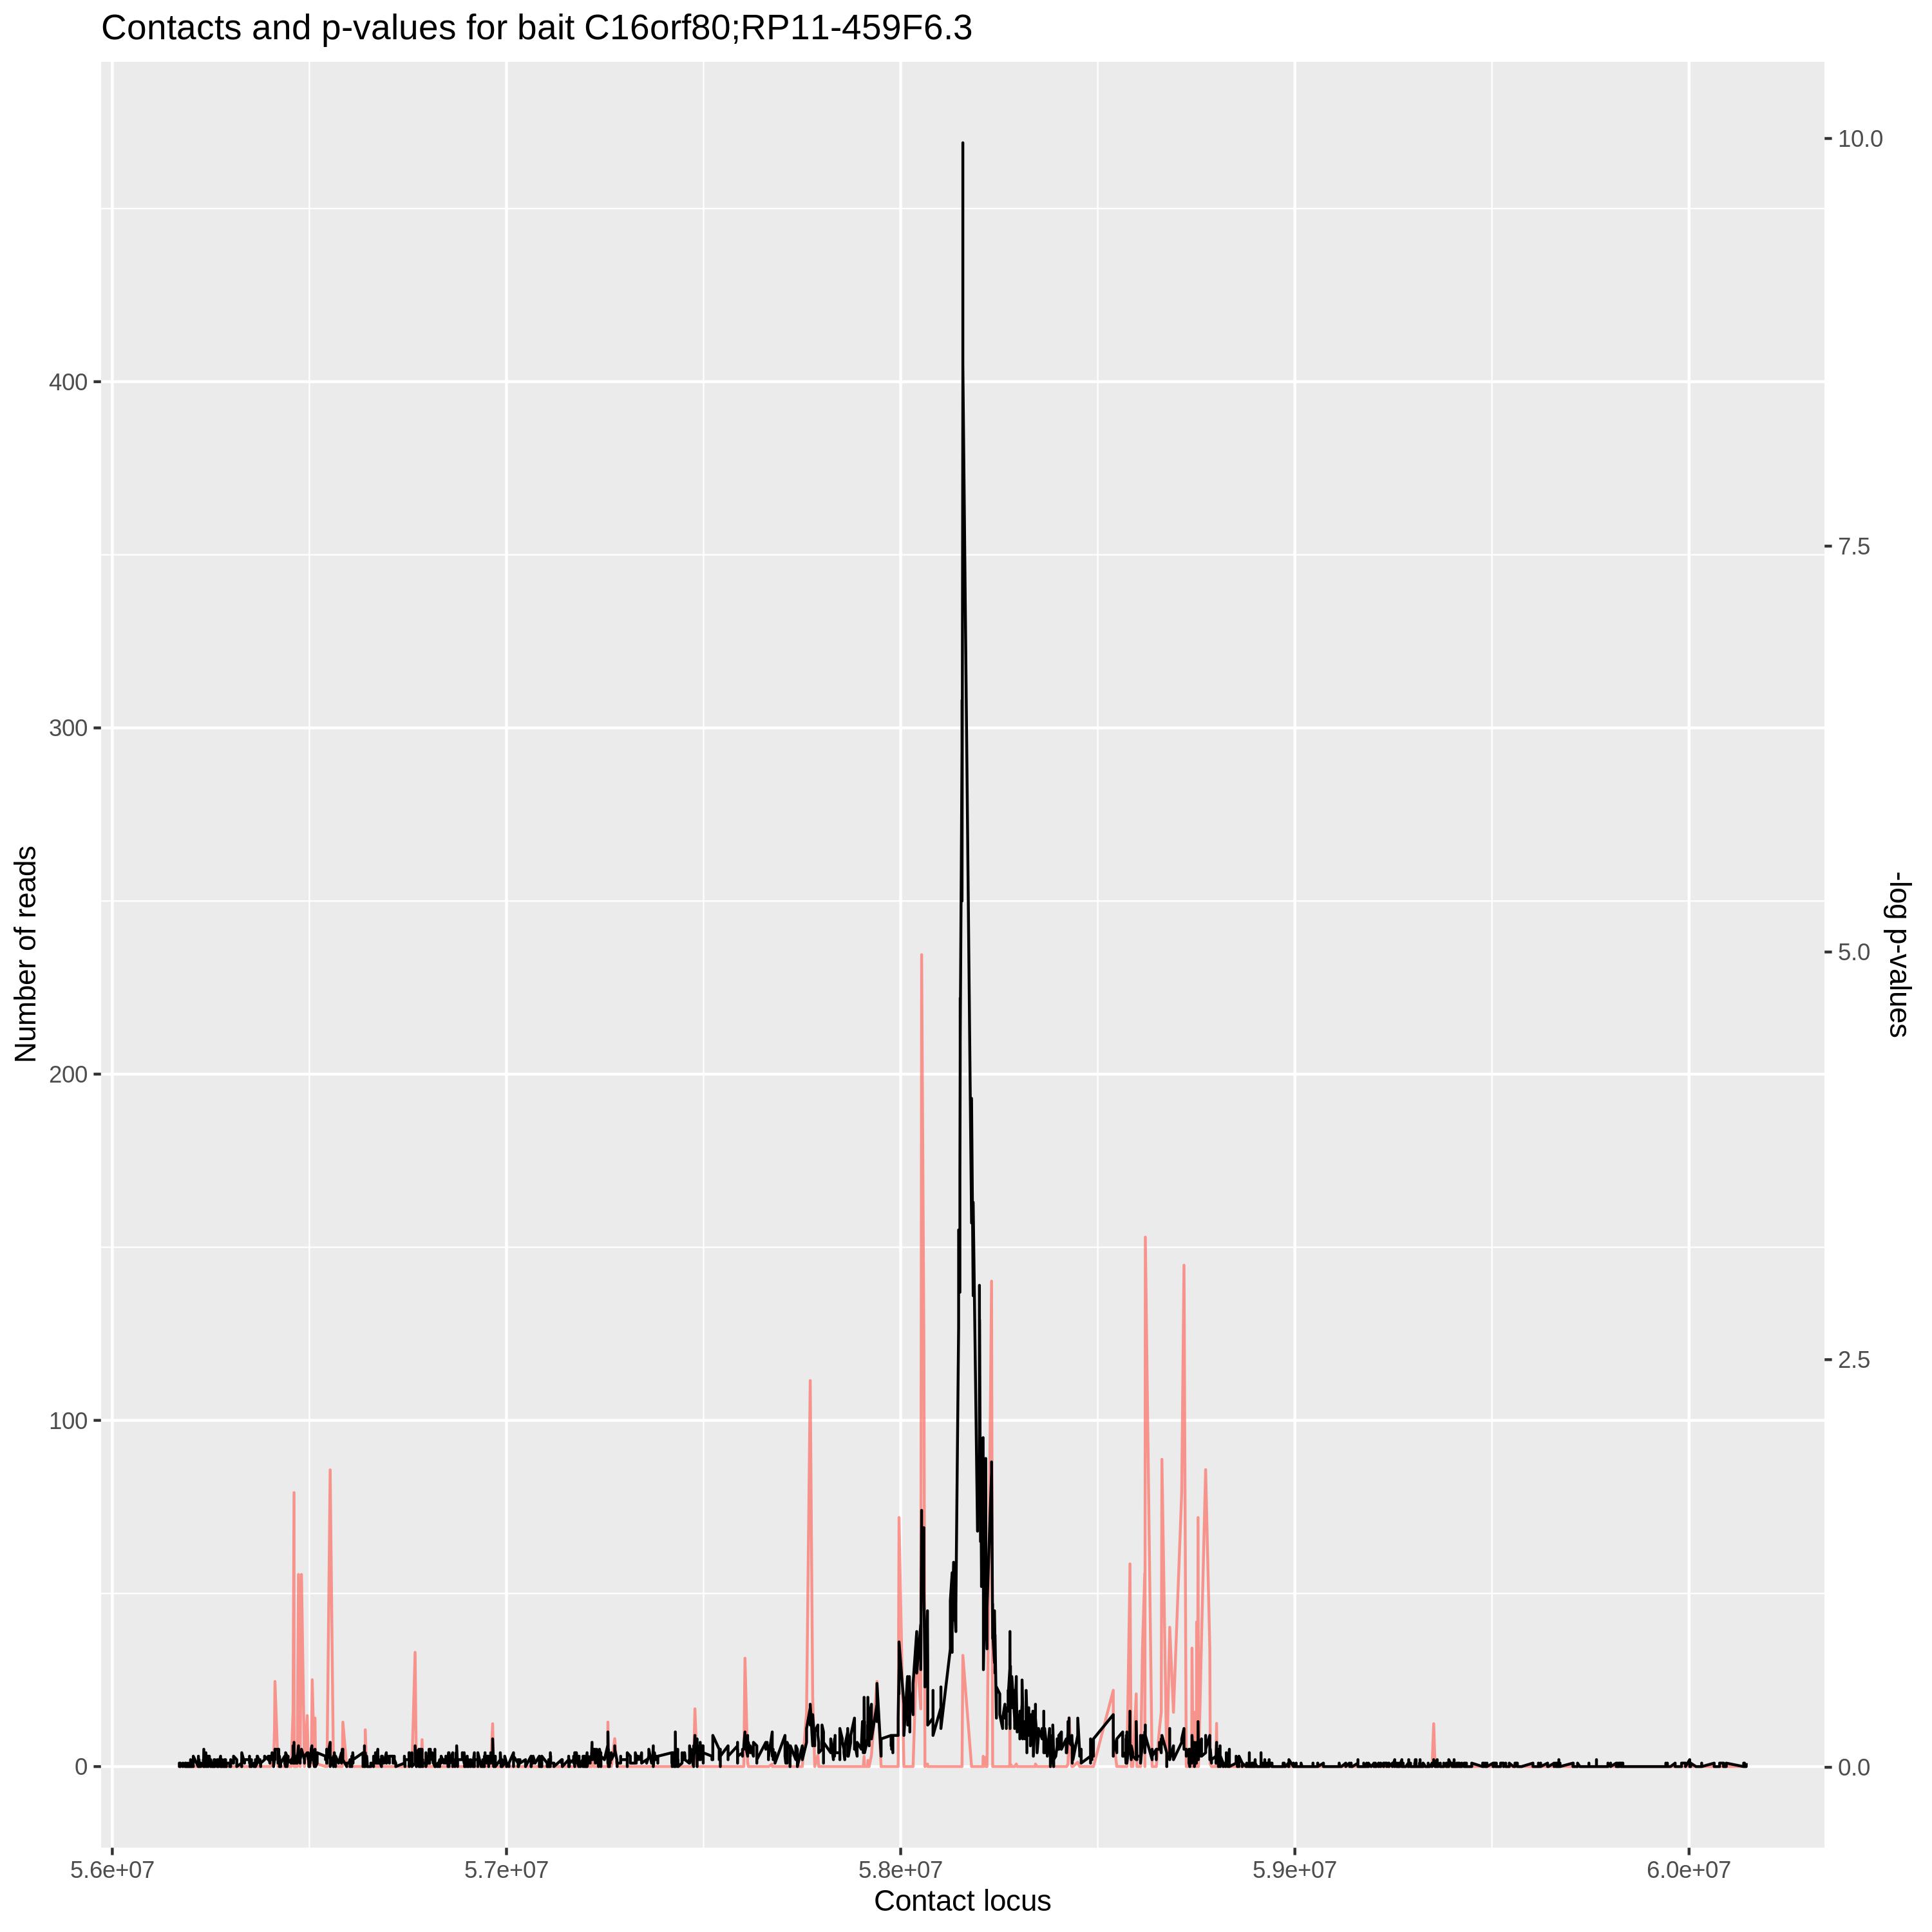 Contacts and p-values for bait C16orf80;RP11-459F6.3
Number of reads
400
300
200
100
0
10.0
7.5
5.0
2.5
0.0
-log p-values
5.6e+07 5.7e+07 5.8e+07 5.9e+07 6.0e+07
Contact locus